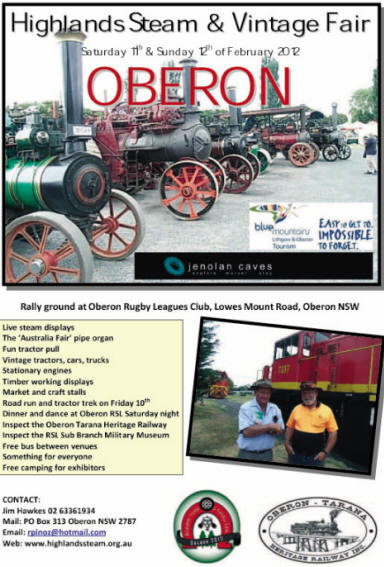 Highlands Steam & Vintage Fair
Saturday 11th & Sunday 12th of February 2012
OBERON
blue mountains
Lithgow & Oberon
Tourism
EASY TO GET TO.
IMPOSSIBLE
TO FORGET.
jenolan caves
explore. marvel. stay
Rally ground at Oberon Rugby Leagues Club, Lowes Mount Road, Oberon NSW
Live steam displays
The 'Australia Fair' pipe organ
Fun tractor pull
Vintage tractors, cars, trucks
Stationary engines
Timber working displays
Market and craft stalls
Road run and tractor trek on Friday 10th
Dinner and dance at Oberon RSL Saturday night
Inspect the Oberon Tarana Heritage Railway
Inspect the RSL Sub Branch Military Museum
Free bus between venues
Something for everyone
Free camping for exhibitors
CONTACT:
Jim Hawkes 02 63361934
Mail: PO Box 313 Oberon NSW 2787
Email: rpinoz@hotmail.com
Web: www.highlandssteam.org.au
OBERON 2012
OBERON - TARANA
HERITAGE RAILWAY INC.